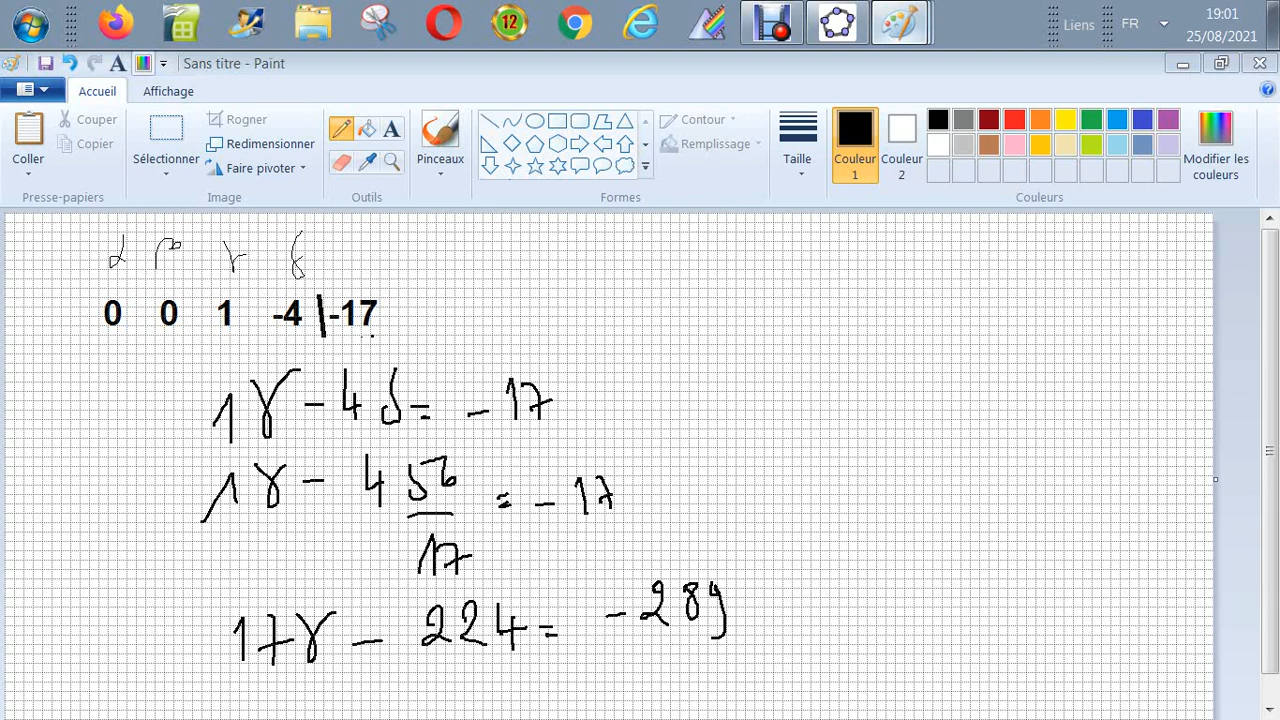 12
Liens
FR
19:01
25/08/2021
Sans titre - Paint
Accueil
Affichage
Coller
Couper
Copier
Presse-papiers
Sélectionner
Rogner
Redimensionner
Faire pivoter
Image
A
Outils
Pinceaux
Contour
Remplissage
Formes
Taille
Couleur 1
Couleur 2
Modifier les couleurs
Couleurs
α β γ δ
0 0 1 -4 | -17
1γ - 4δ = - 17
1γ - 4 56/17 = - 17
17γ - 224 = - 289